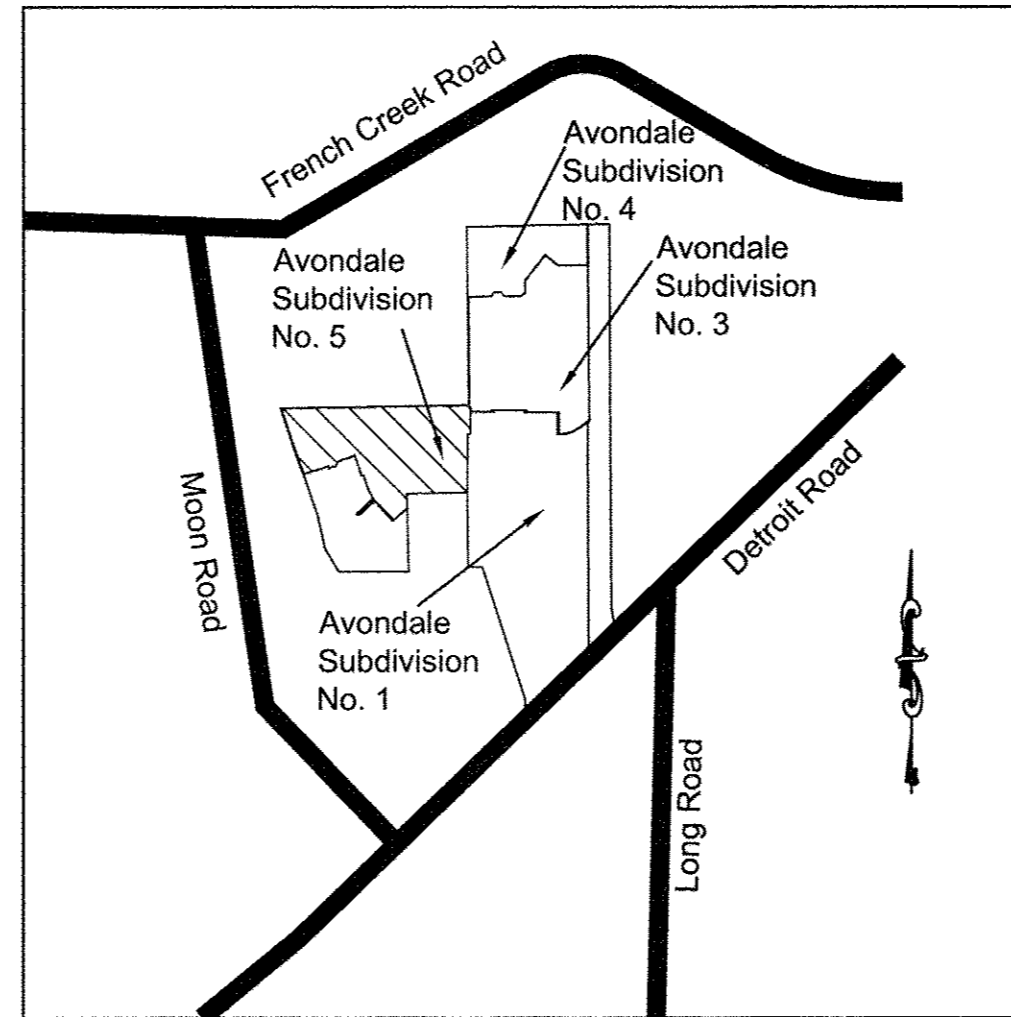 French Creek Road
Avondale
Subdivision
No. 4
Avondale
Subdivision
No. 3
Avondale
Subdivision
No. 5
Moon Road
Detroit Road
Avondale
Subdivision
No. 1
Long Road